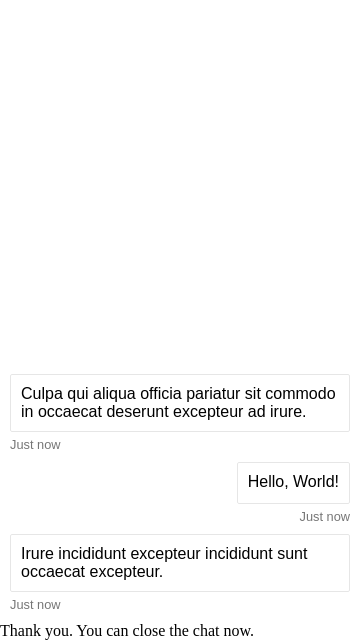 Culpa qui aliqua officia pariatur sit commodo
in occaecat deserunt excepteur ad irure.
Just now
Hello, World!
Just now
Irure incididunt excepteur incididunt sunt
occaecat excepteur.
Just now
Thank you. You can close the chat now.